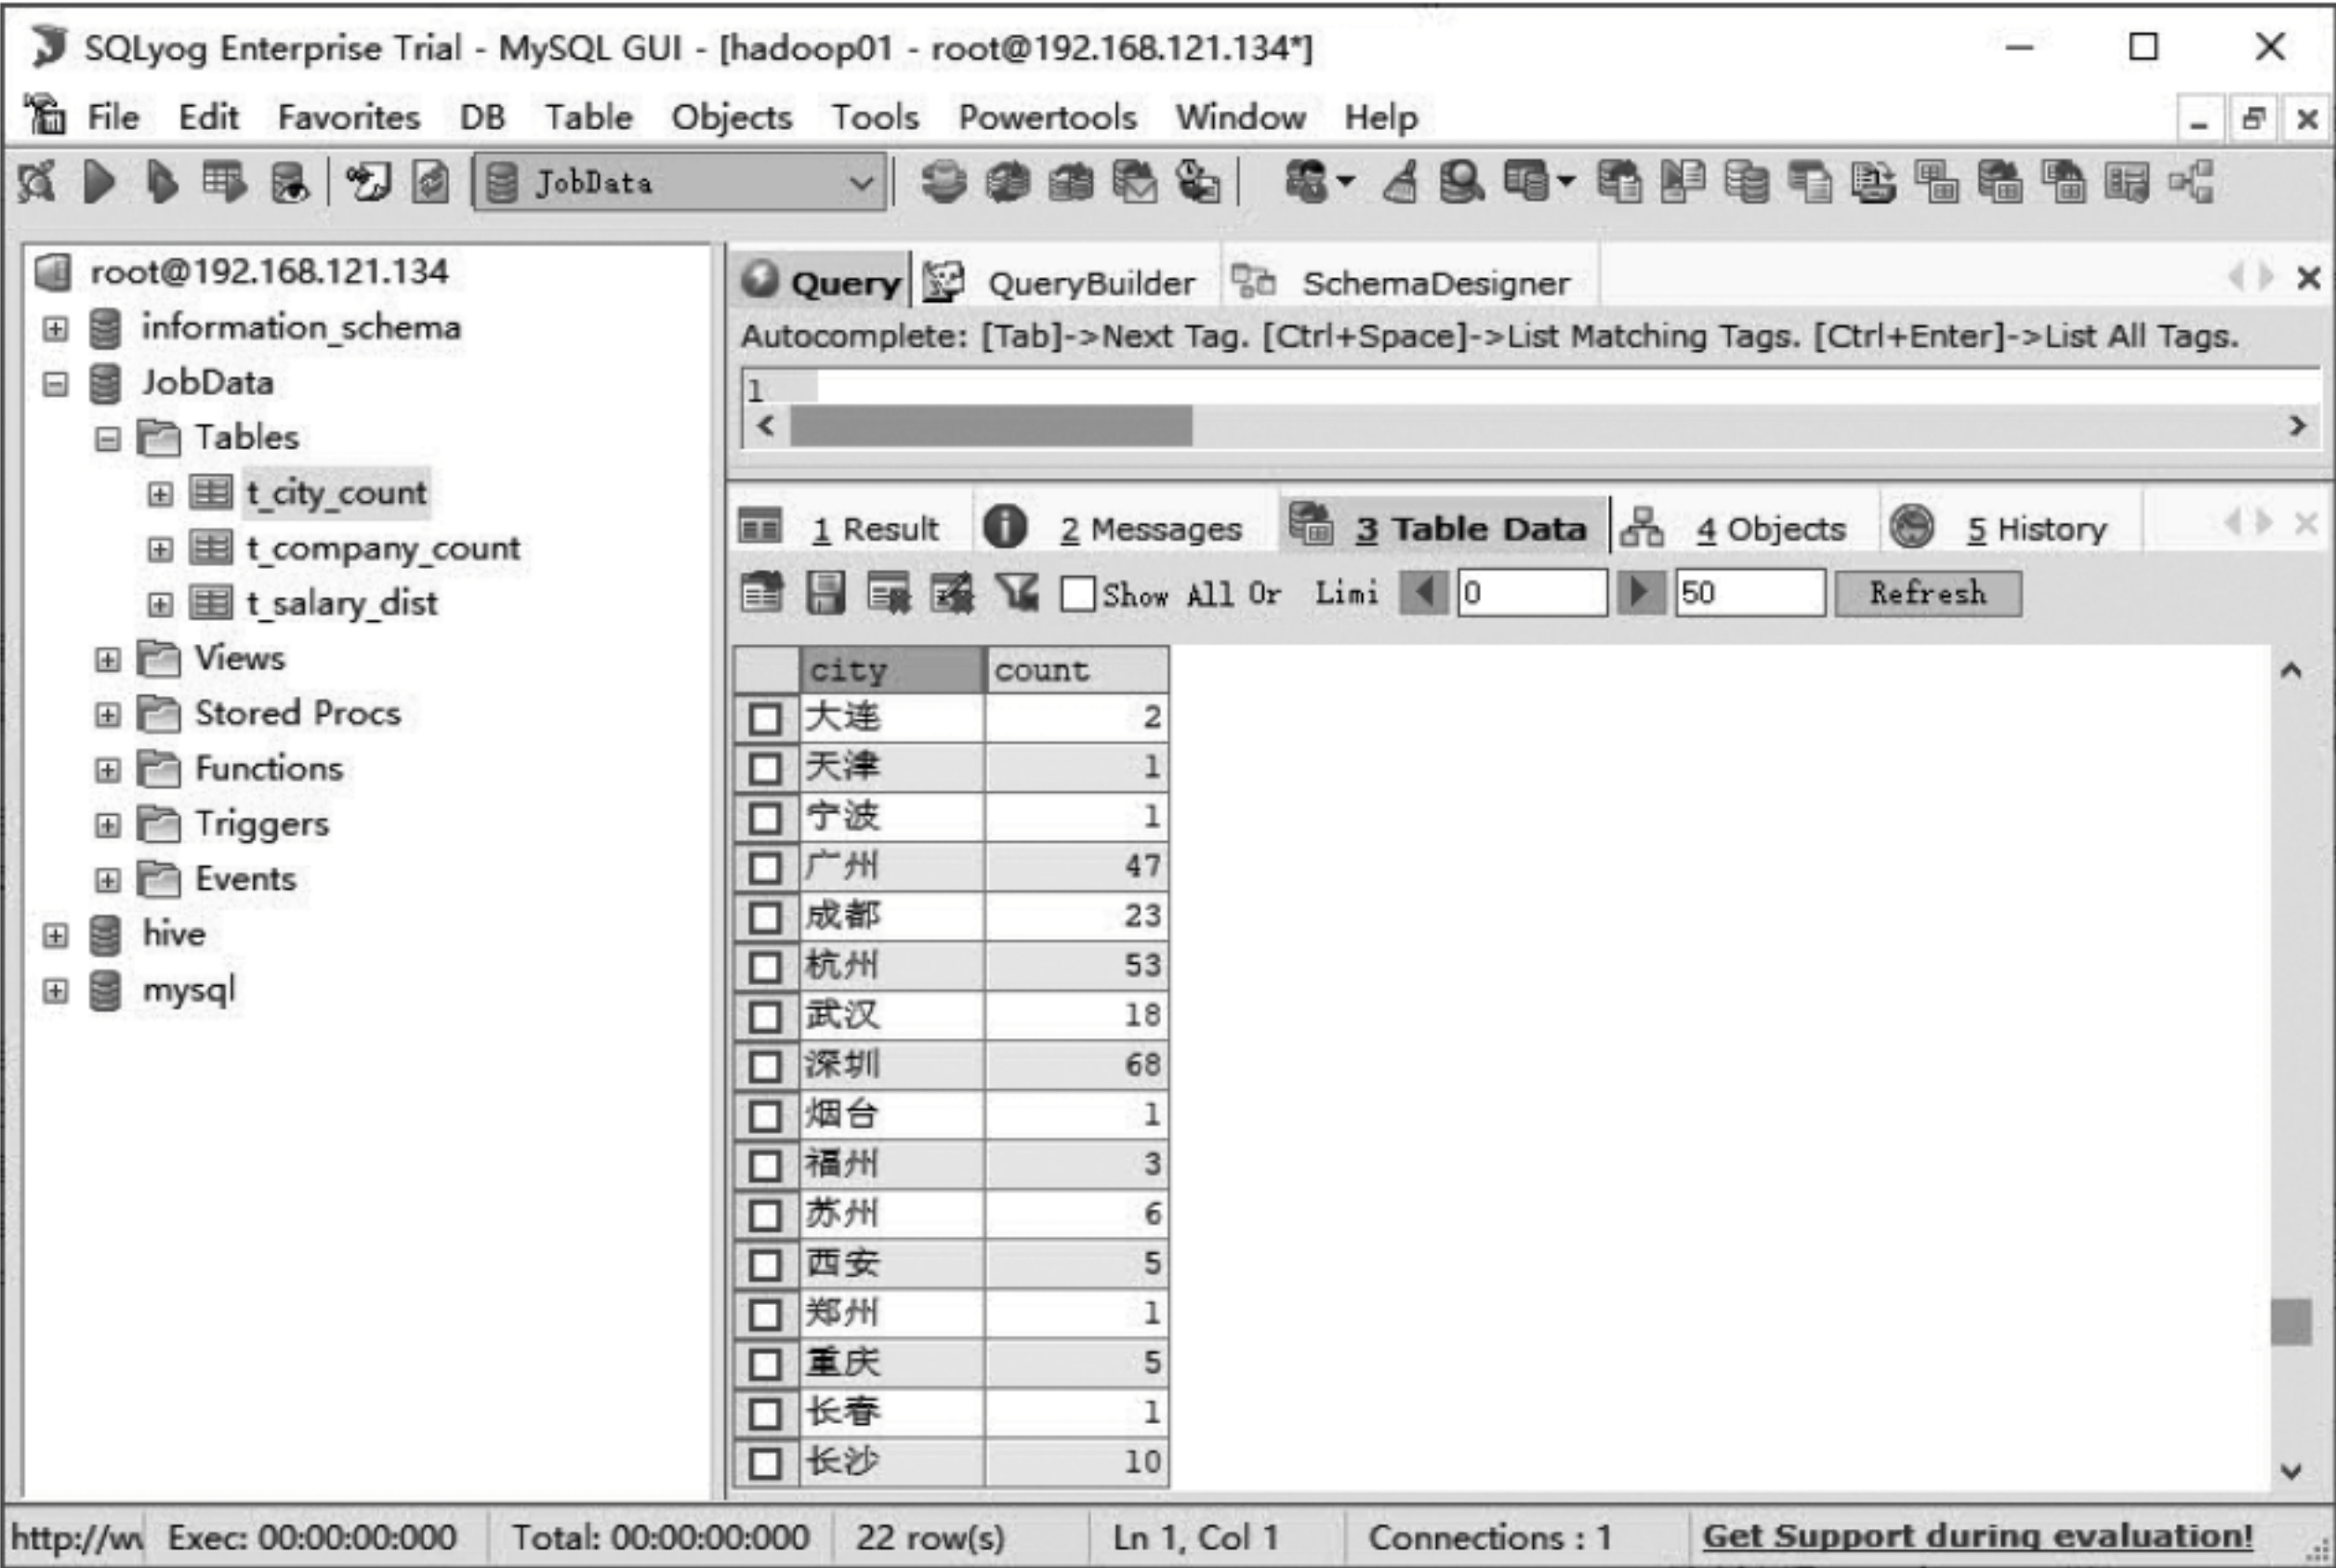 SQLyog Enterprise Trial - MySQL GUI - [hadoop01 - root@192.168.121.134*]
File Edit Favorites DB Table Objects Tools Powertools Window Help
JobData
root@192.168.121.134
information_schema
JobData
Tables
t_city_count
t_company_count
t_salary_dist
Views
Stored Procs
Functions
Triggers
Events
hive
mysql
Query QueryBuilder SchemaDesigner
Autocomplete: [Tab]->Next Tag. [Ctrl+Space]->List Matching Tags. [Ctrl+Enter]->List All Tags.
1
1 Result 2 Messages 3 Table Data 4 Objects 5 History
Show All Or Limi 0 50 Refresh
city count
大连 2
天津 1
宁波 1
广州 47
成都 23
杭州 53
武汉 18
深圳 68
烟台 1
福州 3
苏州 6
西安 5
郑州 1
重庆 5
长春 1
长沙 10
http://w Exec: 00:00:00:000 Total: 00:00:00:000 22 row(s) Ln 1, Col 1 Connections : 1 Get Support during evaluation!